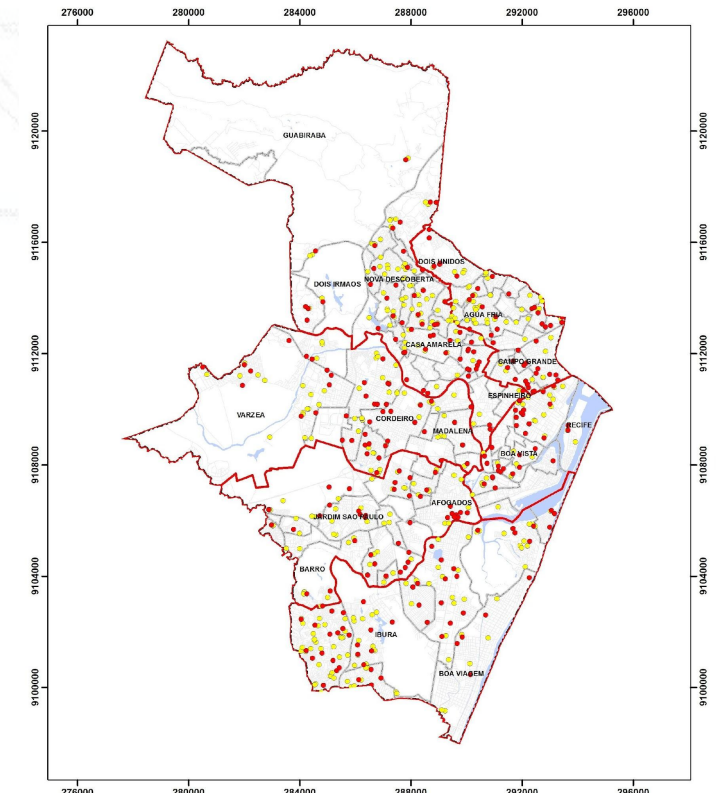 276000 280000 284000 288000 292000 296000
9120000 9120000
GUABIRABA
9116000 9116000
DOIS UNIDOS
NOVA DESCOBERTA
DOIS IRMAOS
AGUA FRIA
CASA AMARELA
9112000 9112000
CAMPO GRANDE
ESPINHEIRO
VARZEA
CORDEIRO
RECIFE
MADALENA
BOA VISTA
9108000 9108000
AFOGADOS
JARDIM SAO PAULO
BARRO
9104000 9104000
IBURA
BOA VIAGEM
9100000 9100000
276000 280000 284000 288000 292000 296000